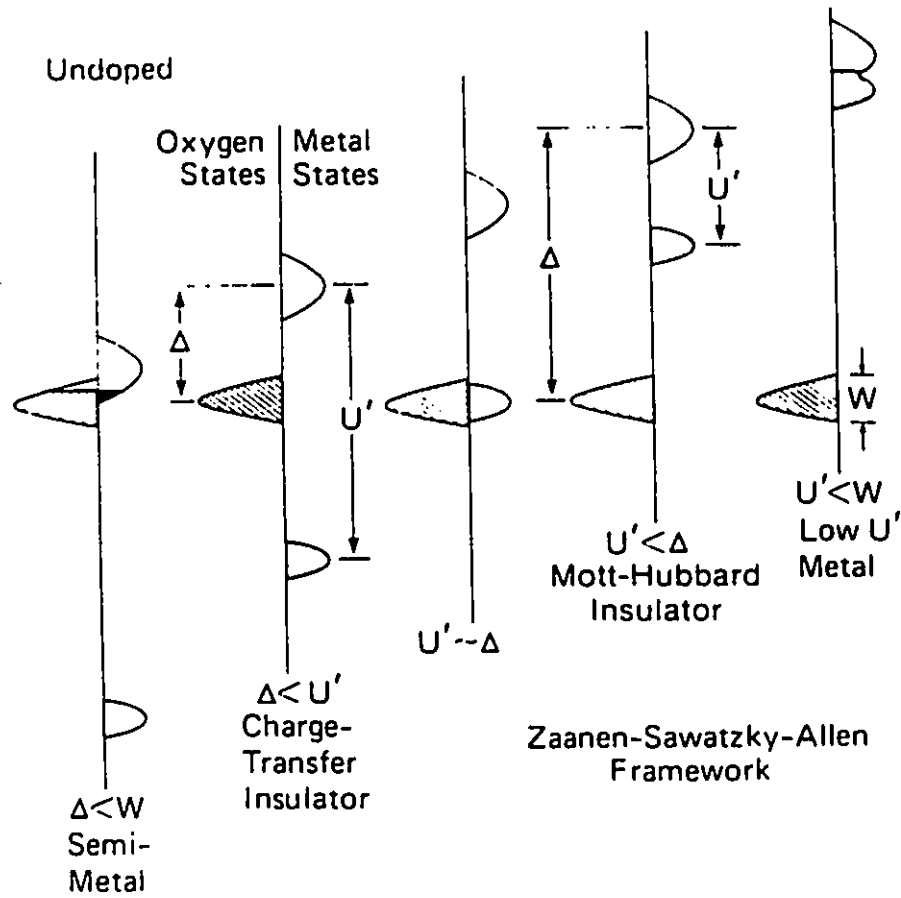 Undoped
Oxygen States
Metal States
Δ
U'
Δ
U'
W
Δ<W
Semi-
Metal
Δ<U'
Charge-
Transfer
Insulator
U'~Δ
U'<Δ
Mott-Hubbard
Insulator
U'<W
Low U'
Metal
Zaanen-Sawatzky-Allen
Framework